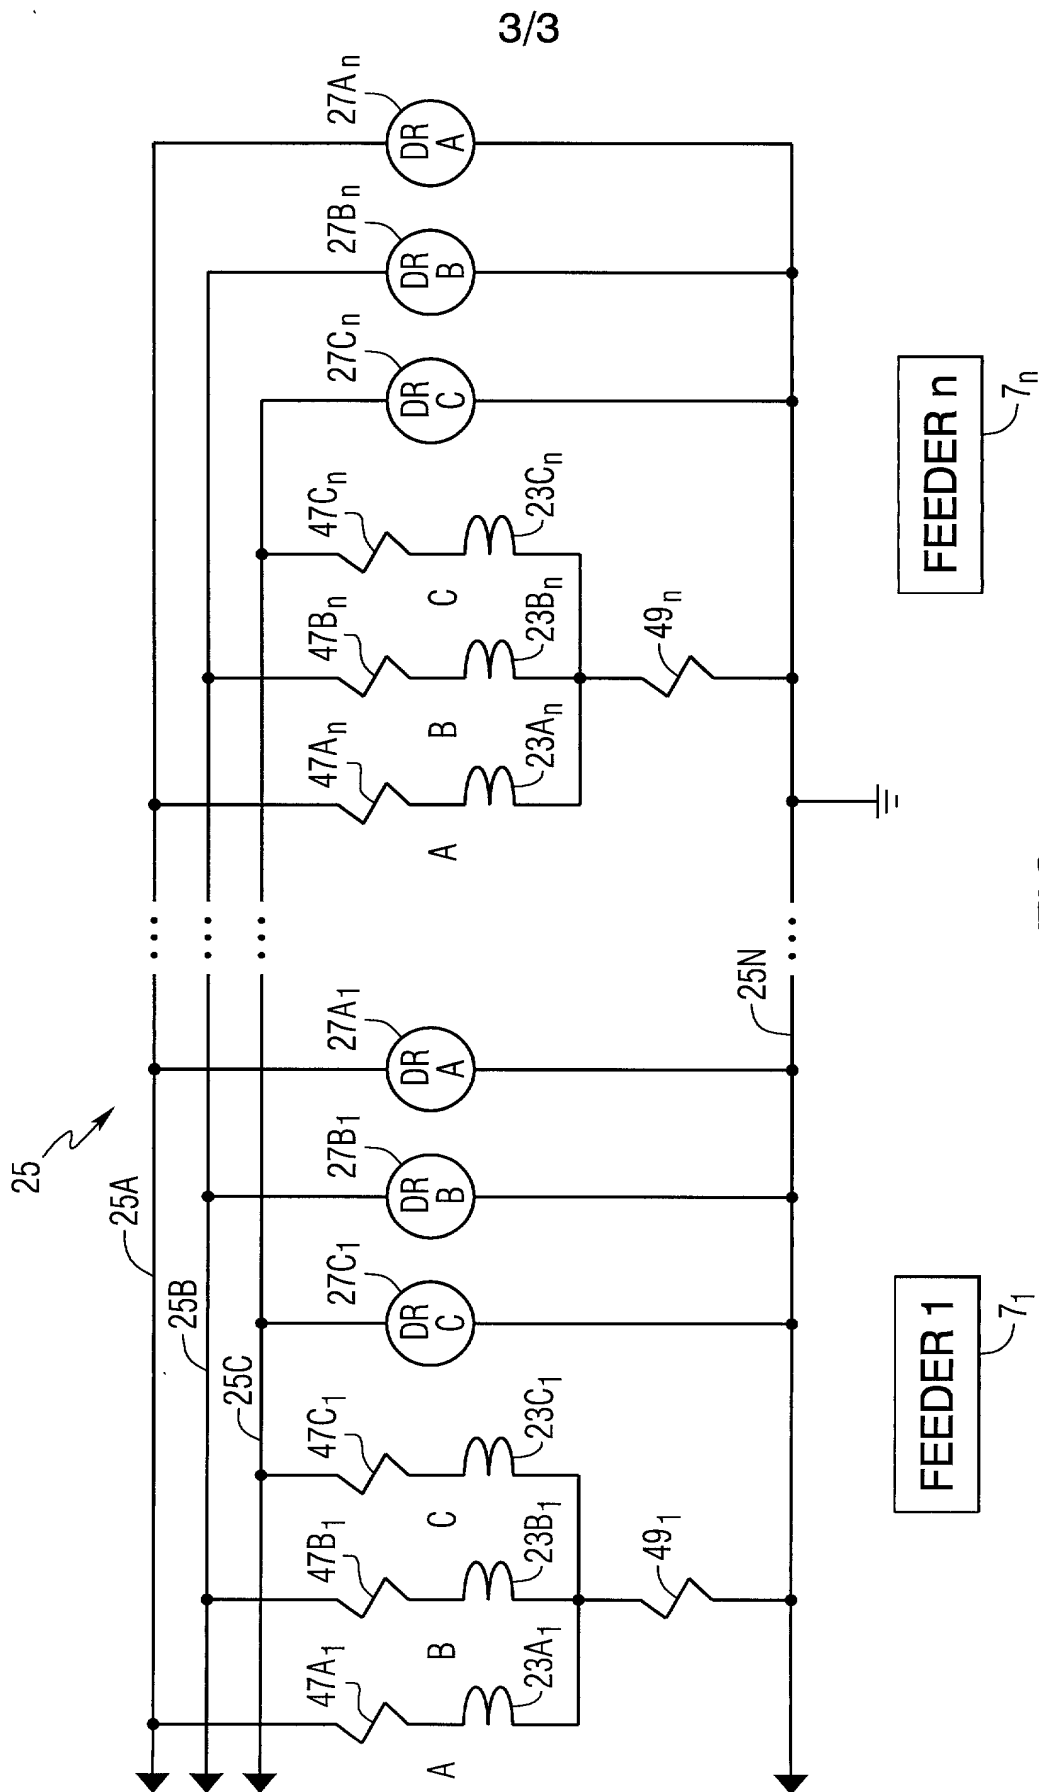 3/3
25
25A
25B
25C
25N
47A1
47B1
47C1
A
B
C
23A1
23B1
23C1
491
27C1
27B1
27A1
DR
C
DR
B
DR
A
FEEDER 1
71
47An
47Bn
47Cn
A
B
C
23An
23Bn
23Cn
49n
27Cn
27Bn
27An
DR
C
DR
B
DR
A
FEEDER n
7n